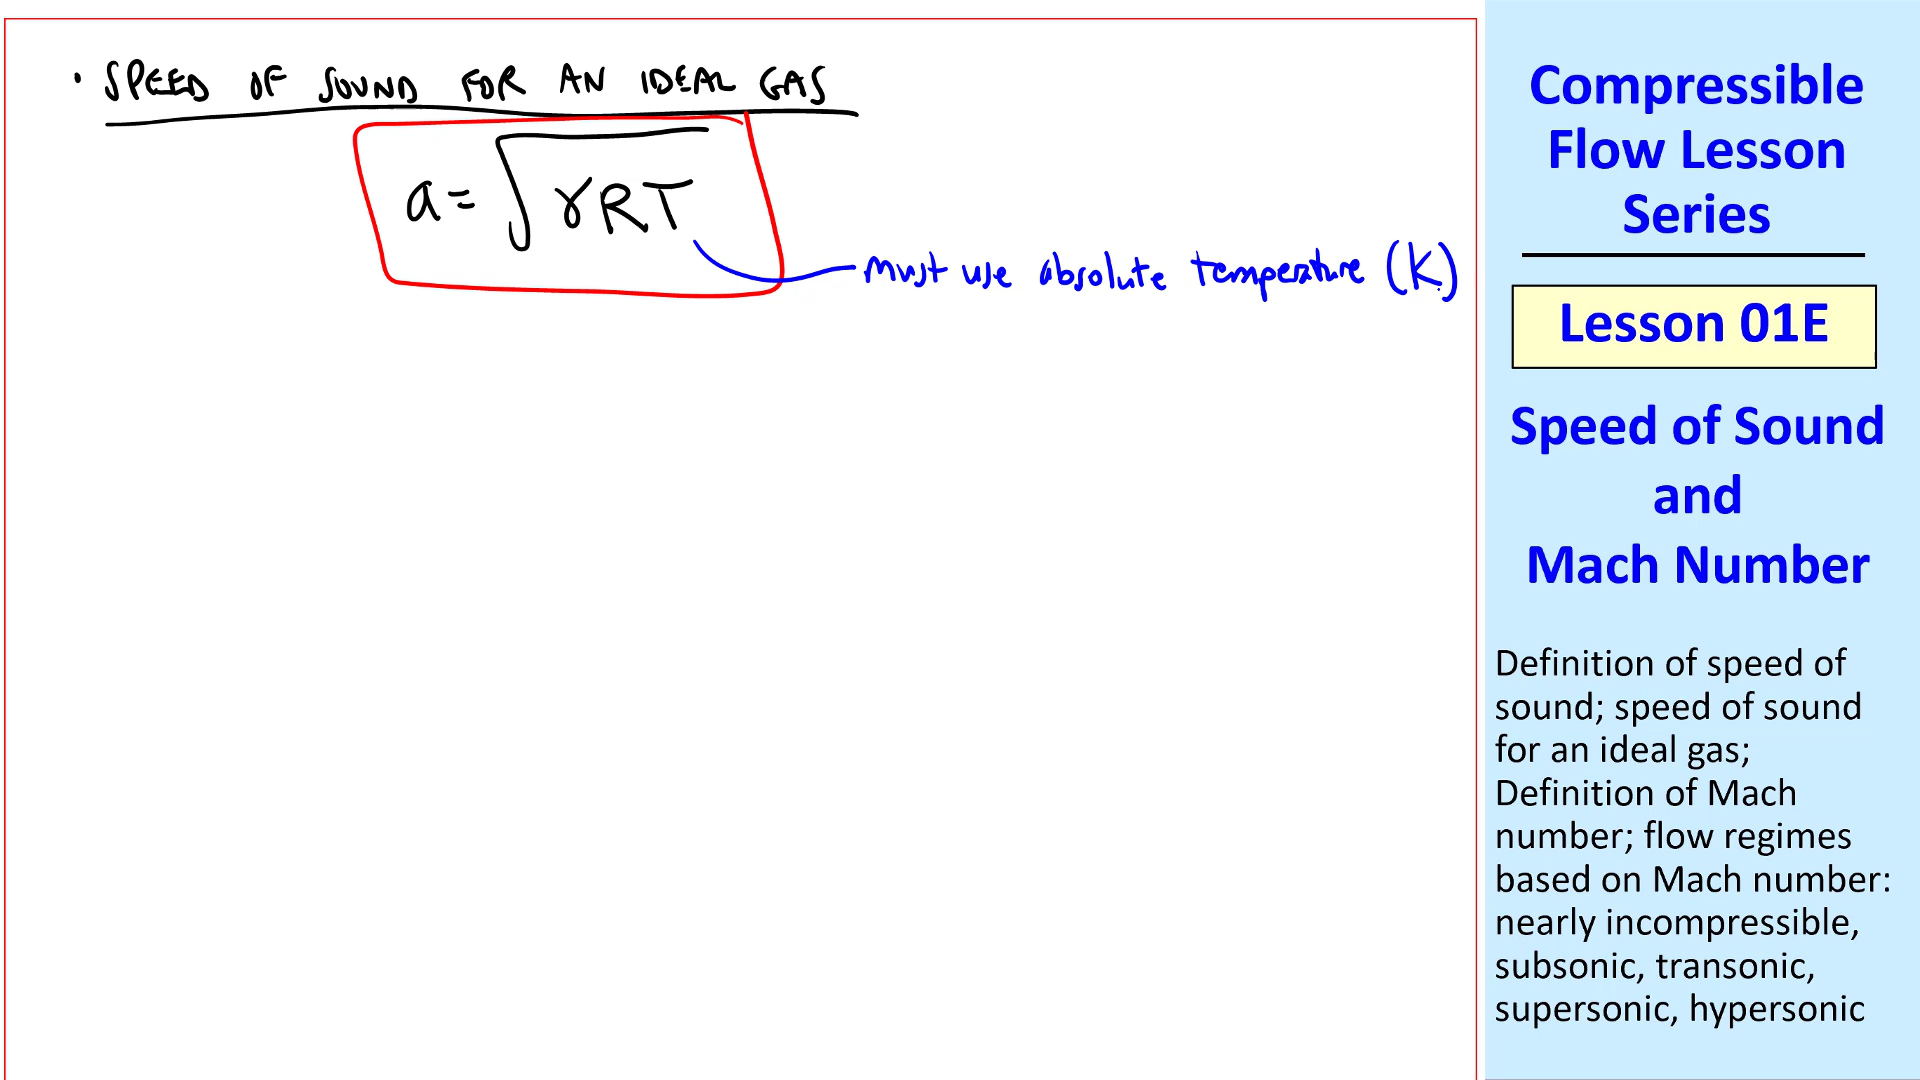 • SPEED OF SOUND FOR AN IDEAL GAS
a = √γRT
Must use absolute temperature (K)
Compressible
Flow Lesson
Series
Lesson 01E
Speed of Sound
and
Mach Number
Definition of speed of
sound; speed of sound
for an ideal gas;
Definition of Mach
number; flow regimes
based on Mach number:
nearly incompressible,
subsonic, transonic,
supersonic, hypersonic